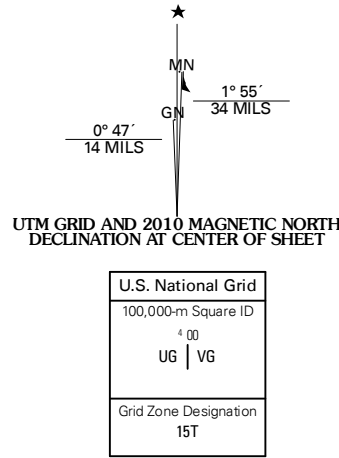 ★
MN
1° 55´
34 MILS
GN
0° 47´
14 MILS
UTM GRID AND 2010 MAGNETIC NORTH
DECLINATION AT CENTER OF SHEET
U.S. National Grid
100,000-m Square ID
4 00
UG | VG
Grid Zone Designation
15T